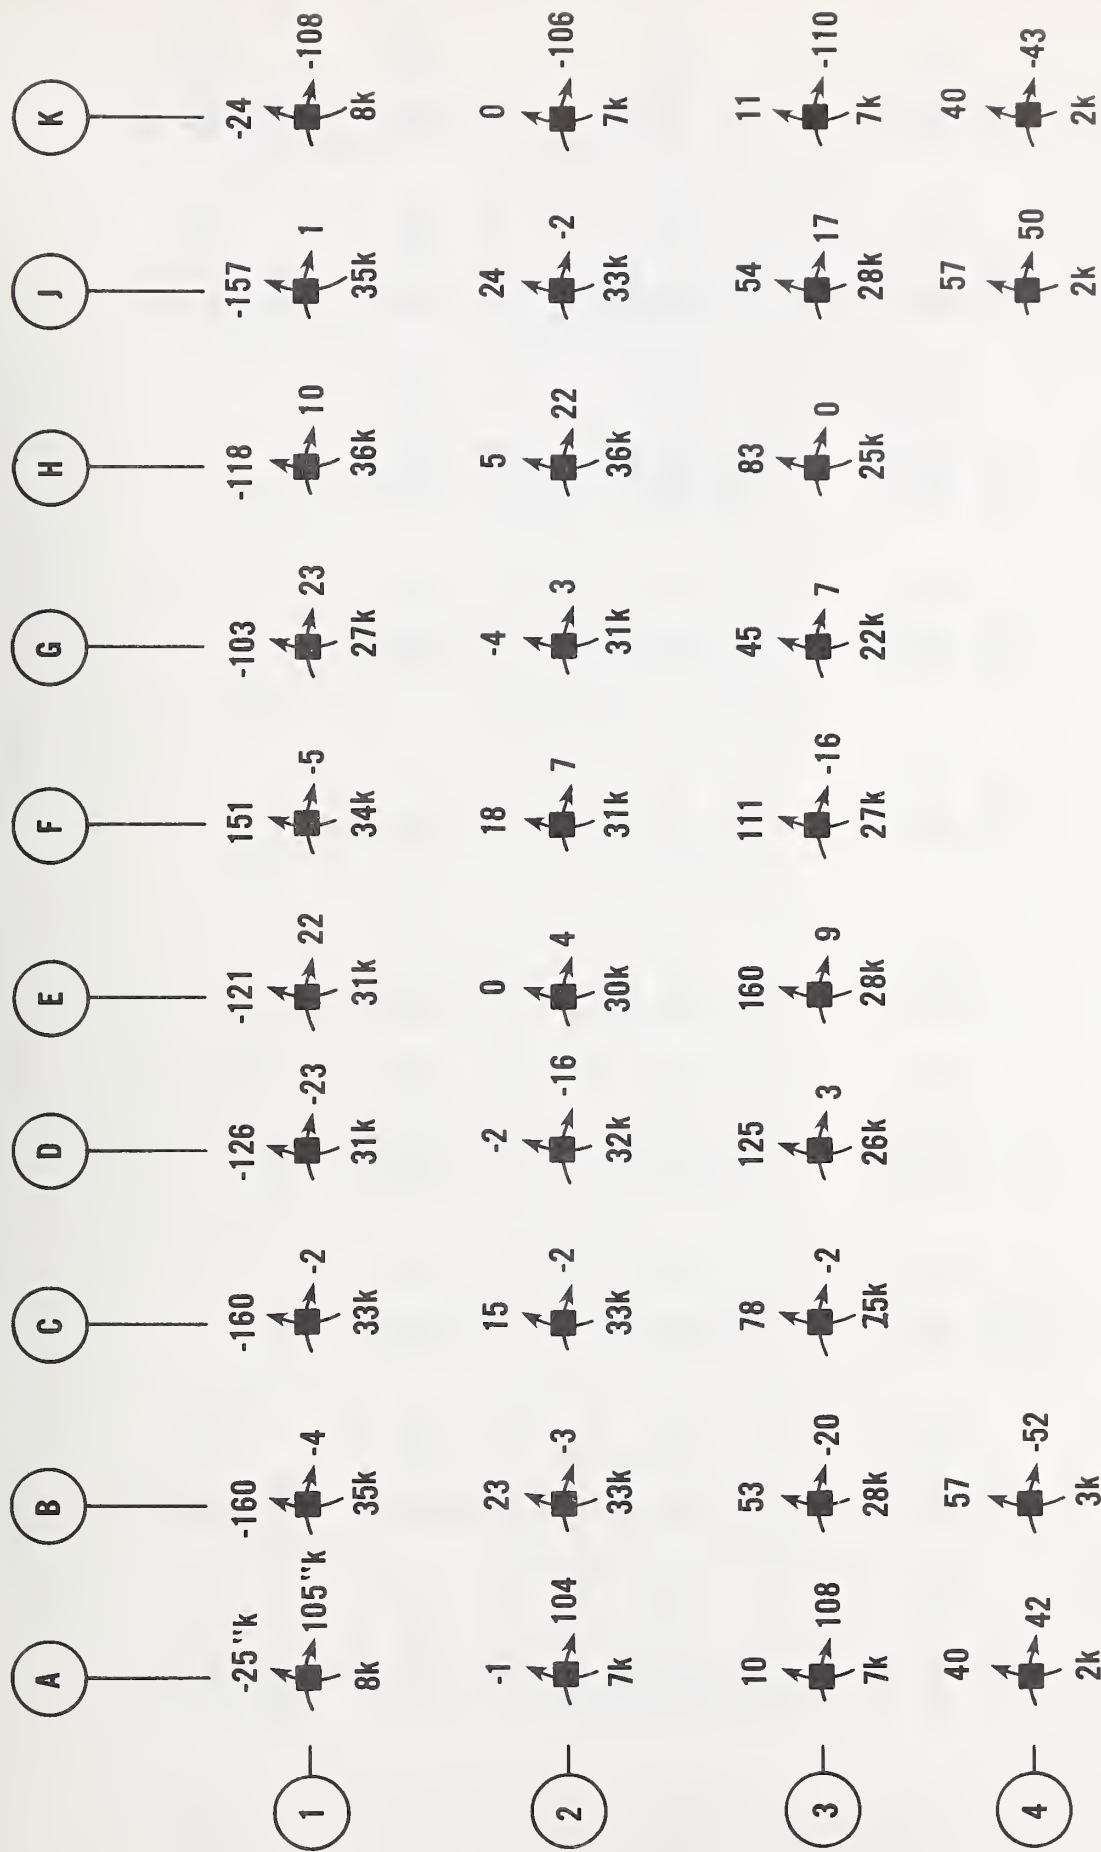 A B C D E F G H J K
-25"k -160 -160 -126 -121 151 -103 -118 -157 -24
1 105"k -4 -2 -23 22 -5 23 10 1 -108
8k 35k 33k 31k 31k 34k 27k 36k 35k 8k
-1 23 15 -2 0 18 -4 5 24 0
2 104 -3 -2 -16 4 7 3 22 -2 -106
7k 33k 33k 32k 30k 31k 31k 36k 33k 7k
10 53 78 125 160 111 45 83 54 11
3 108 -20 -2 3 9 -16 7 0 17 -110
7k 28k 25k 26k 28k 27k 22k 25k 28k 7k
40 57 57 40
4 42 -52 50 -43
2k 3k 2k 2k